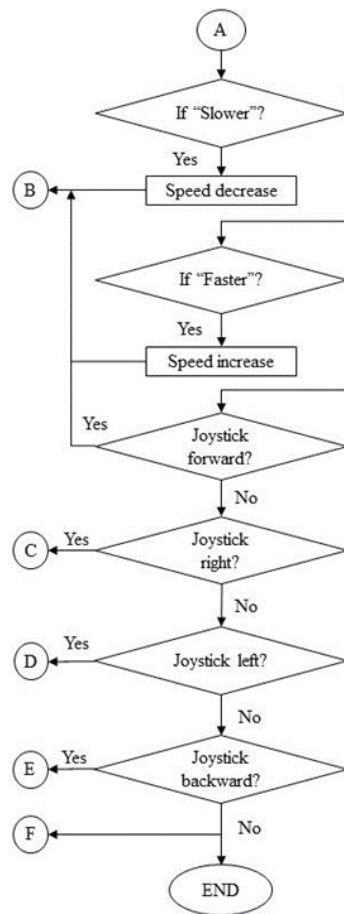 A
If “Slower”?
Yes
B
Speed decrease
If “Faster”?
Yes
Speed increase
Yes
Joystick
forward?
No
C
Yes
Joystick
right?
No
D
Yes
Joystick left?
No
E
Yes
Joystick
backward?
F
No
END